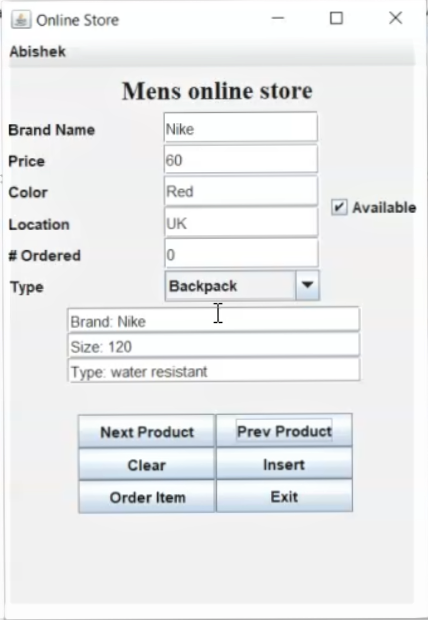 Online Store
Abishek
Mens online store
Brand Name Nike
Price 60
Color Red
Available
Location UK
# Ordered 0
Type Backpack
Brand: Nike
Size: 120
Type: water resistant
Next Product Prev Product
Clear Insert
Order Item Exit